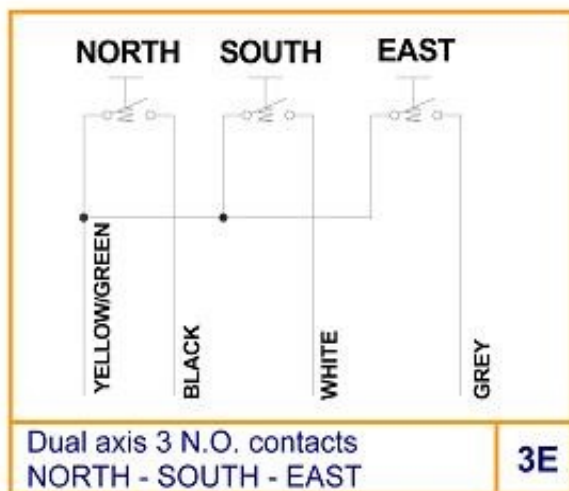 NORTH SOUTH EAST
YELLOW/GREEN
BLACK
WHITE
GREY
Dual axis 3 N.O. contacts
NORTH - SOUTH - EAST
3E